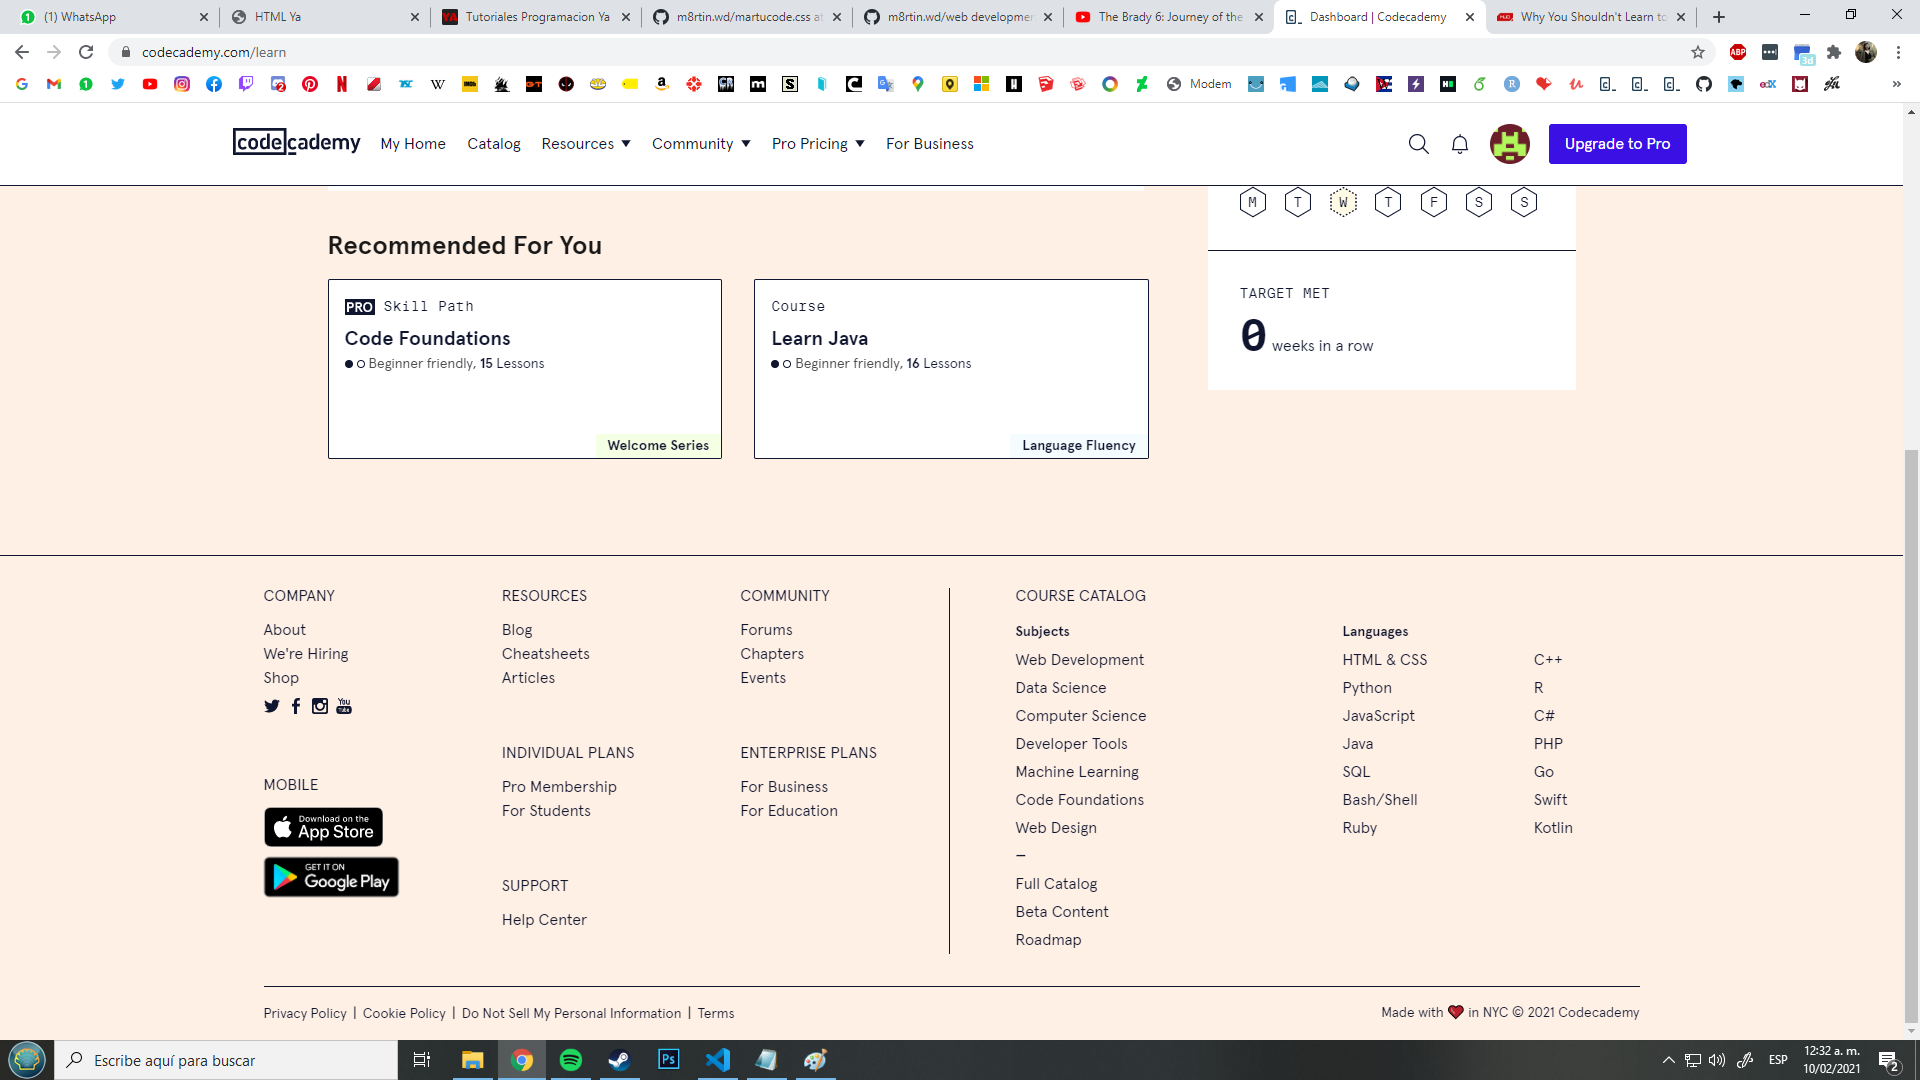 (1) WhatsApp
HTML Ya
Tutoriales Programacion Ya
m8rtin.wd/martucode.css at
m8rtin.wd/web developmen
The Brady 6: Journey of the
Dashboard | Codecademy
Why You Shouldn't Learn to
codecademy.com/learn
ABP
3d
Modem
codecademy
My Home
Catalog
Resources
Community
Pro Pricing
For Business
Upgrade to Pro
M T W T F S S
Recommended For You
PRO Skill Path
Code Foundations
Beginner friendly, 15 Lessons
Welcome Series
Course
Learn Java
Beginner friendly, 16 Lessons
Language Fluency
TARGET MET
0 weeks in a row
COMPANY
About
We're Hiring
Shop
MOBILE
Download on the
App Store
GET IT ON
Google Play
RESOURCES
Blog
Cheatsheets
Articles
INDIVIDUAL PLANS
Pro Membership
For Students
SUPPORT
Help Center
COMMUNITY
Forums
Chapters
Events
ENTERPRISE PLANS
For Business
For Education
COURSE CATALOG
Subjects
Web Development
Data Science
Computer Science
Developer Tools
Machine Learning
Code Foundations
Web Design
–
Full Catalog
Beta Content
Roadmap
Languages
HTML & CSS
Python
JavaScript
Java
SQL
Bash/Shell
Ruby
C++
R
C#
PHP
Go
Swift
Kotlin
Privacy Policy | Cookie Policy | Do Not Sell My Personal Information | Terms
Made with ❤ in NYC © 2021 Codecademy
Escribe aquí para buscar
Ps
ESP
12:32 a. m.
10/02/2021
2